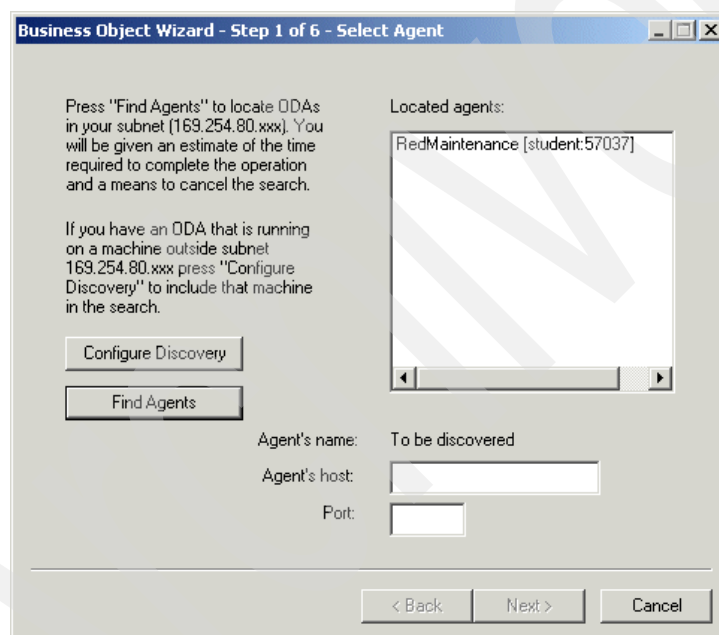 Business Object Wizard - Step 1 of 6 - Select Agent
Press "Find Agents" to locate ODAs
in your subnet (169.254.80.xxx). You
will be given an estimate of the time
required to complete the operation
and a means to cancel the search.
If you have an ODA that is running
on a machine outside subnet
169.254.80.xxx press "Configure
Discovery" to include that machine
in the search.
Configure Discovery
Find Agents
Located agents:
RedMaintenance [student:57037]
Agent's name: To be discovered
Agent's host:
Port:
< Back Next > Cancel